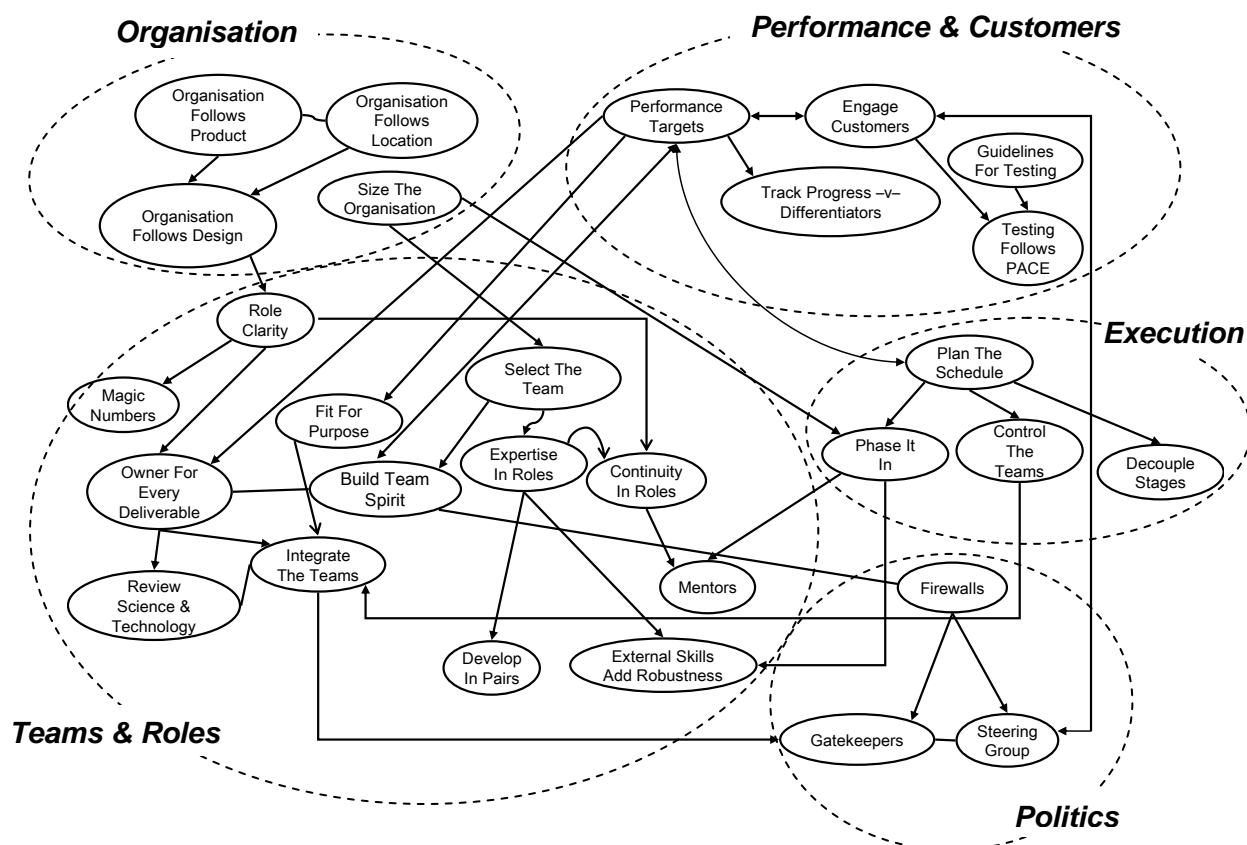 Organisation
Performance & Customers
Organisation
Follows
Product
Organisation
Follows
Location
Organisation
Follows Design
Size The
Organisation
Performance
Targets
Engage
Customers
Guidelines
For Testing
Track Progress –v–
Differentiators
Testing
Follows
PACE
Role
Clarity
Magic
Numbers
Select The
Team
Fit For
Purpose
Expertise
In Roles
Continuity
In Roles
Owner For
Every
Deliverable
Build Team
Spirit
Integrate
The Teams
Review
Science &
Technology
Mentors
Develop
In Pairs
External Skills
Add Robustness
Teams & Roles
Execution
Plan The
Schedule
Phase It
In
Control
The
Teams
Decouple
Stages
Firewalls
Gatekeepers
Steering
Group
Politics